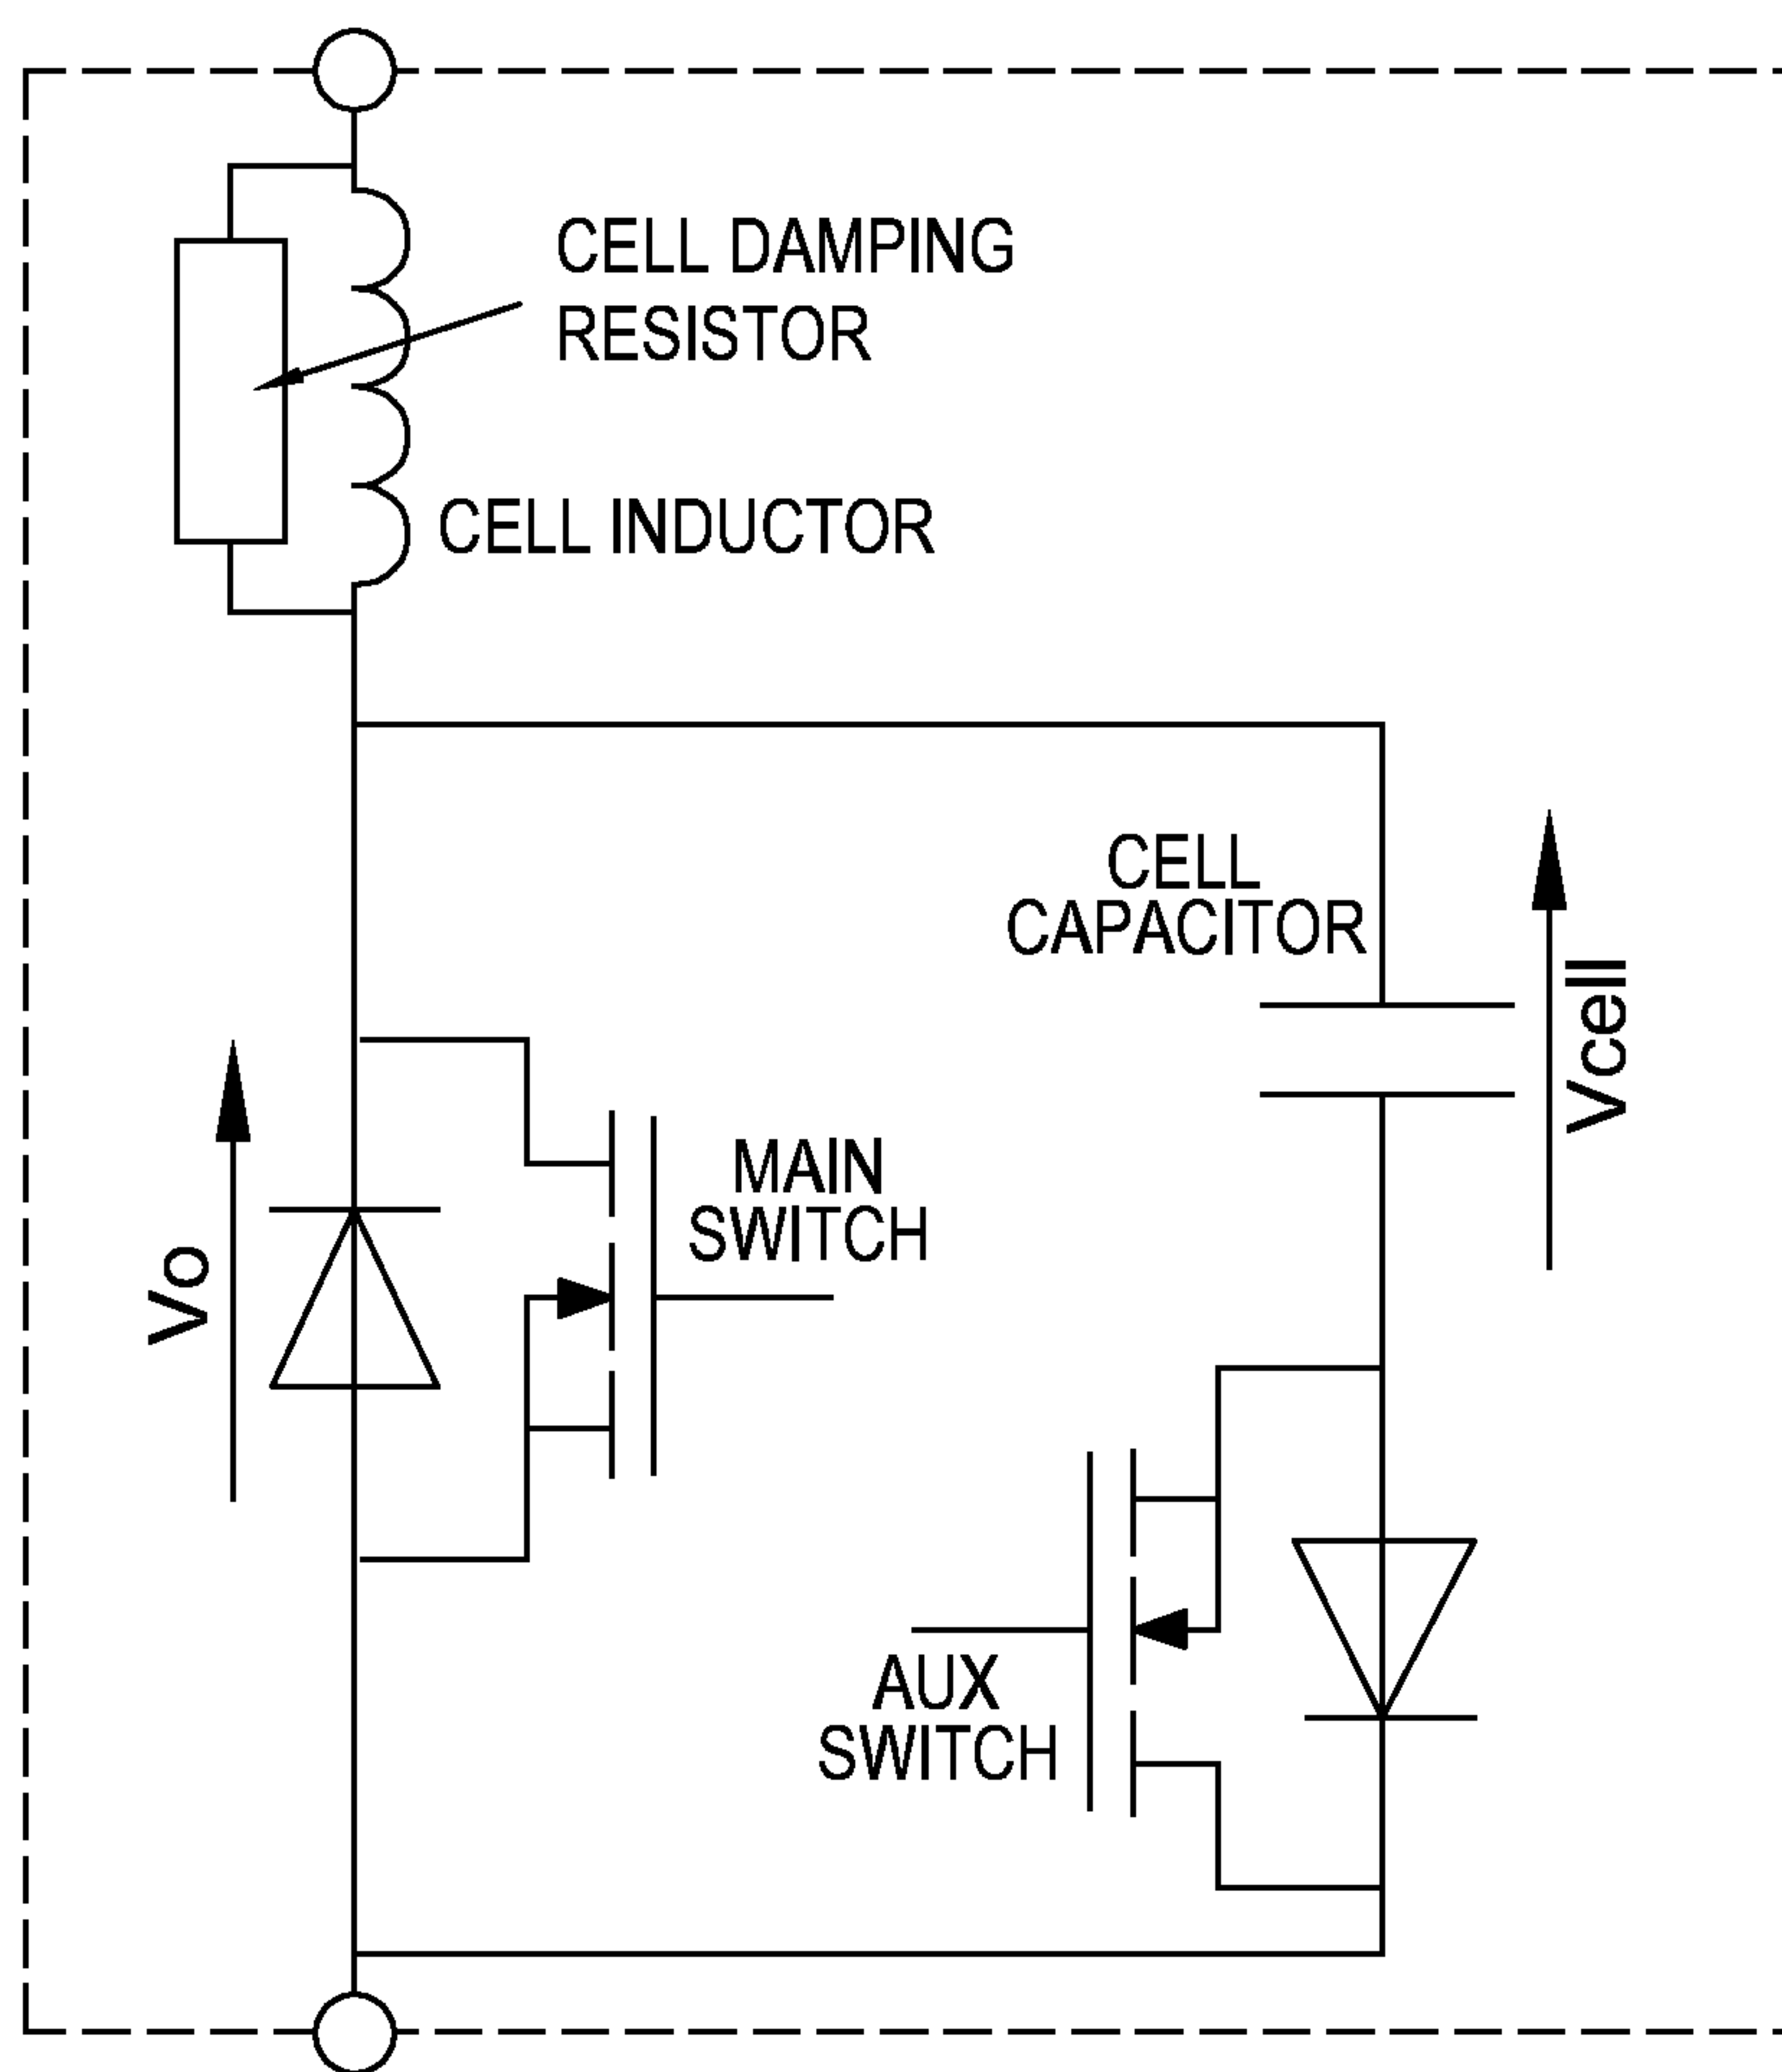 CELL DAMPING
RESISTOR
CELL INDUCTOR
CELL
CAPACITOR
Vcell
MAIN
SWITCH
Vo
AUX
SWITCH